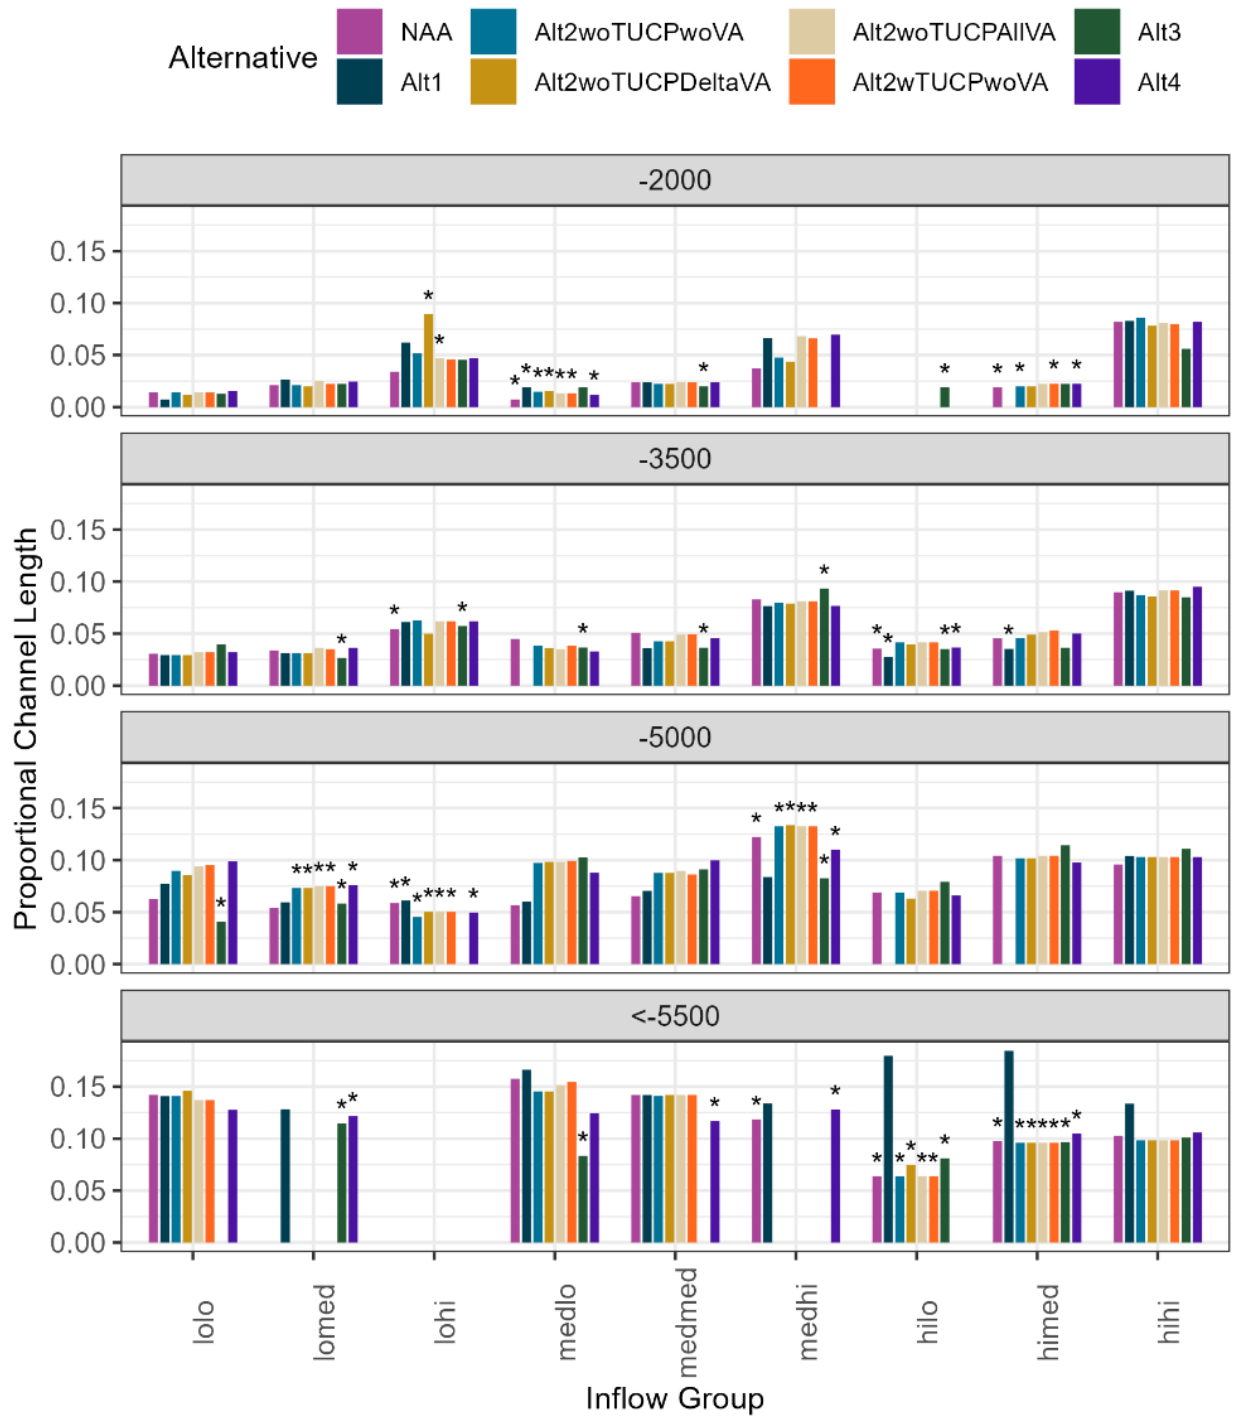 Alternative
NAA Alt2woTUCPwoVA Alt2woTUCPAllVA Alt3
Alt1 Alt2woTUCPDeltaVA Alt2wTUCPwoVA Alt4
Proportional Channel Length
-2000
0.15
0.10
0.05
0.00
* * * * * * * * * * * * * * *
-3500
0.15
0.10
0.05
0.00
* * * * * * * * * * * *
-5000
0.15
0.10
0.05
0.00
* * * * * * * * * * * * * * * * * * * * * *
<-5500
0.15
0.10
0.05
0.00
* * * * * * * * * * * * * * * * * * *
lolo lomed lohi medlo medmed medhi hilo himed hihi
Inflow Group